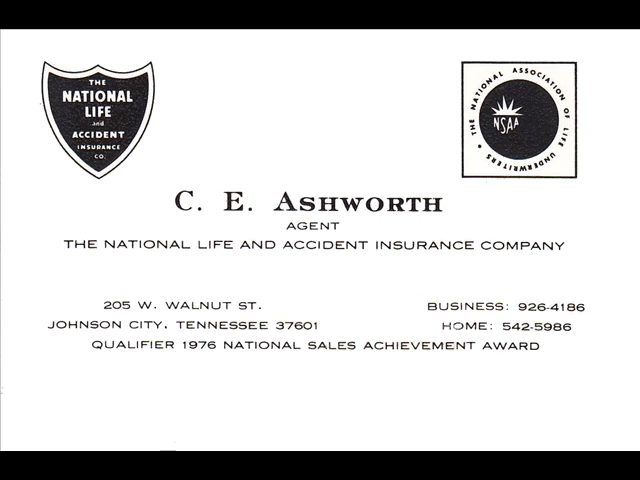 THE
NATIONAL
LIFE
and
ACCIDENT
INSURANCE
CO.
THE NATIONAL ASSOCIATION OF LIFE UNDERWRITERS
NSAA
C. E. ASHWORTH
AGENT
THE NATIONAL LIFE AND ACCIDENT INSURANCE COMPANY
205 W. WALNUT ST.
JOHNSON CITY, TENNESSEE 37601
BUSINESS: 926-4186
HOME: 542-5986
QUALIFIER 1976 NATIONAL SALES ACHIEVEMENT AWARD